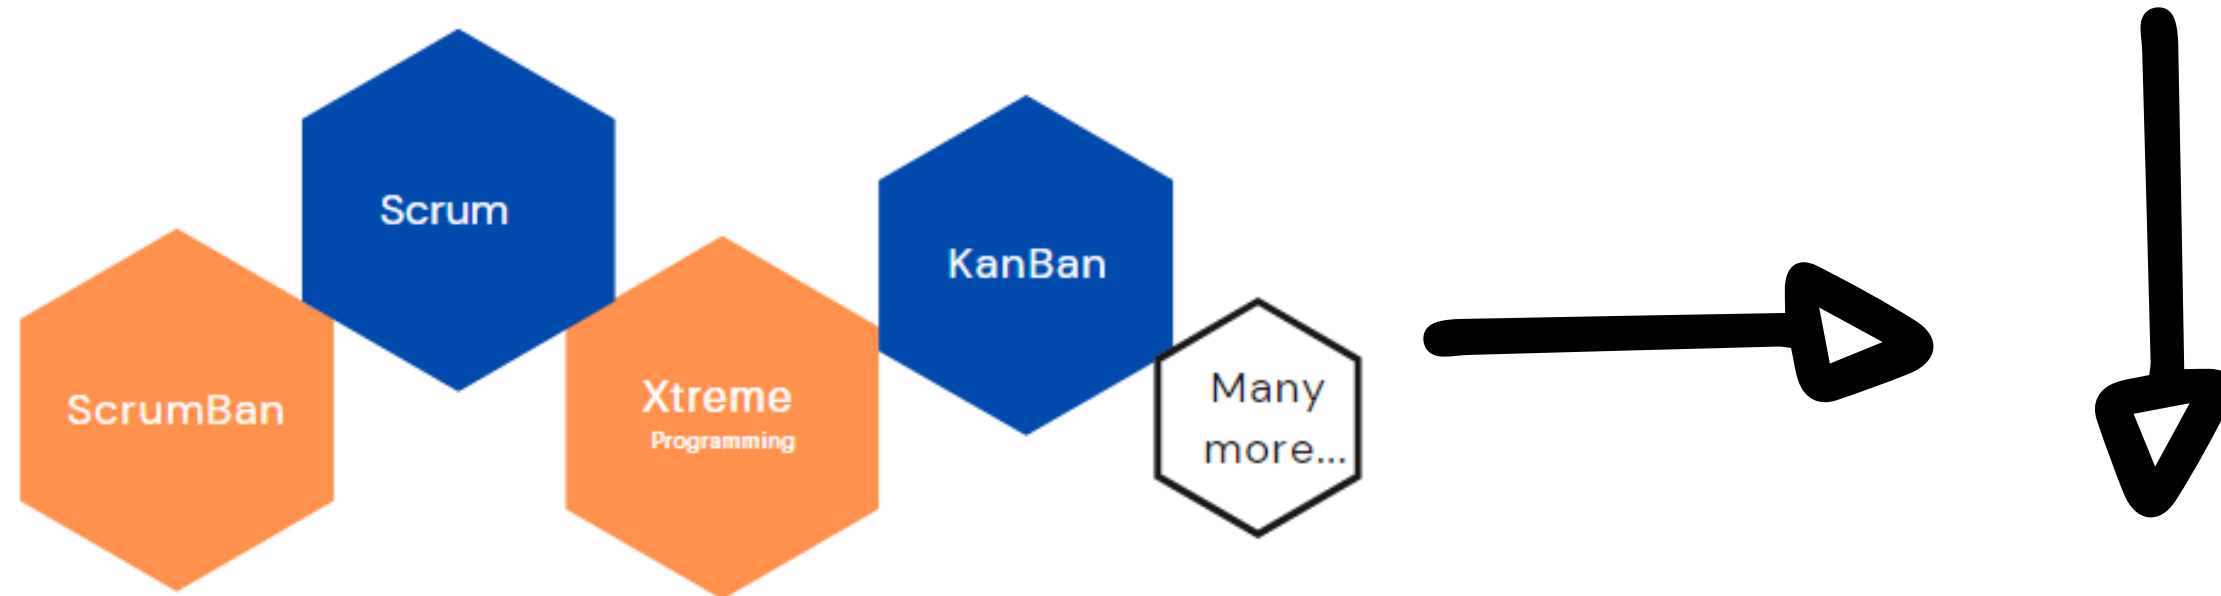 ScrumBan
Scrum
Xtreme
Programming
KanBan
Many
more...